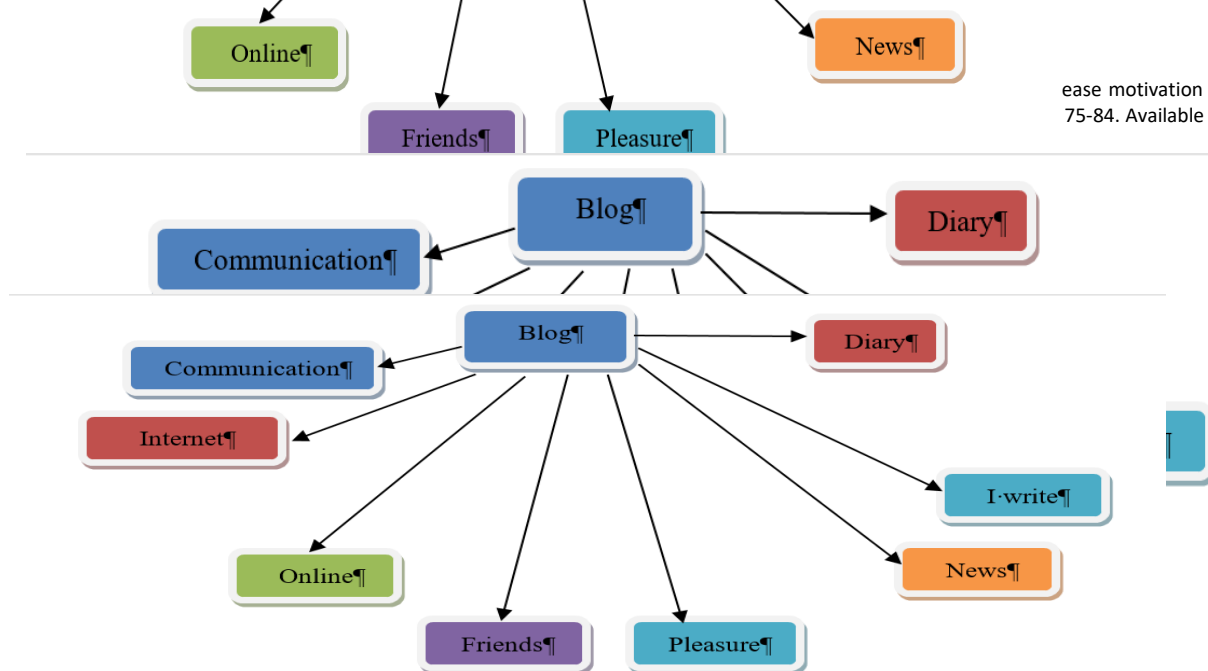 Online¶
News¶
ease motivation
75-84. Available
Friends¶
Pleasure¶
Blog¶
Diary¶
Communication¶
Blog¶
Diary¶
Communication¶
Internet¶
¶
I·write¶
News¶
Online¶
Friends¶
Pleasure¶